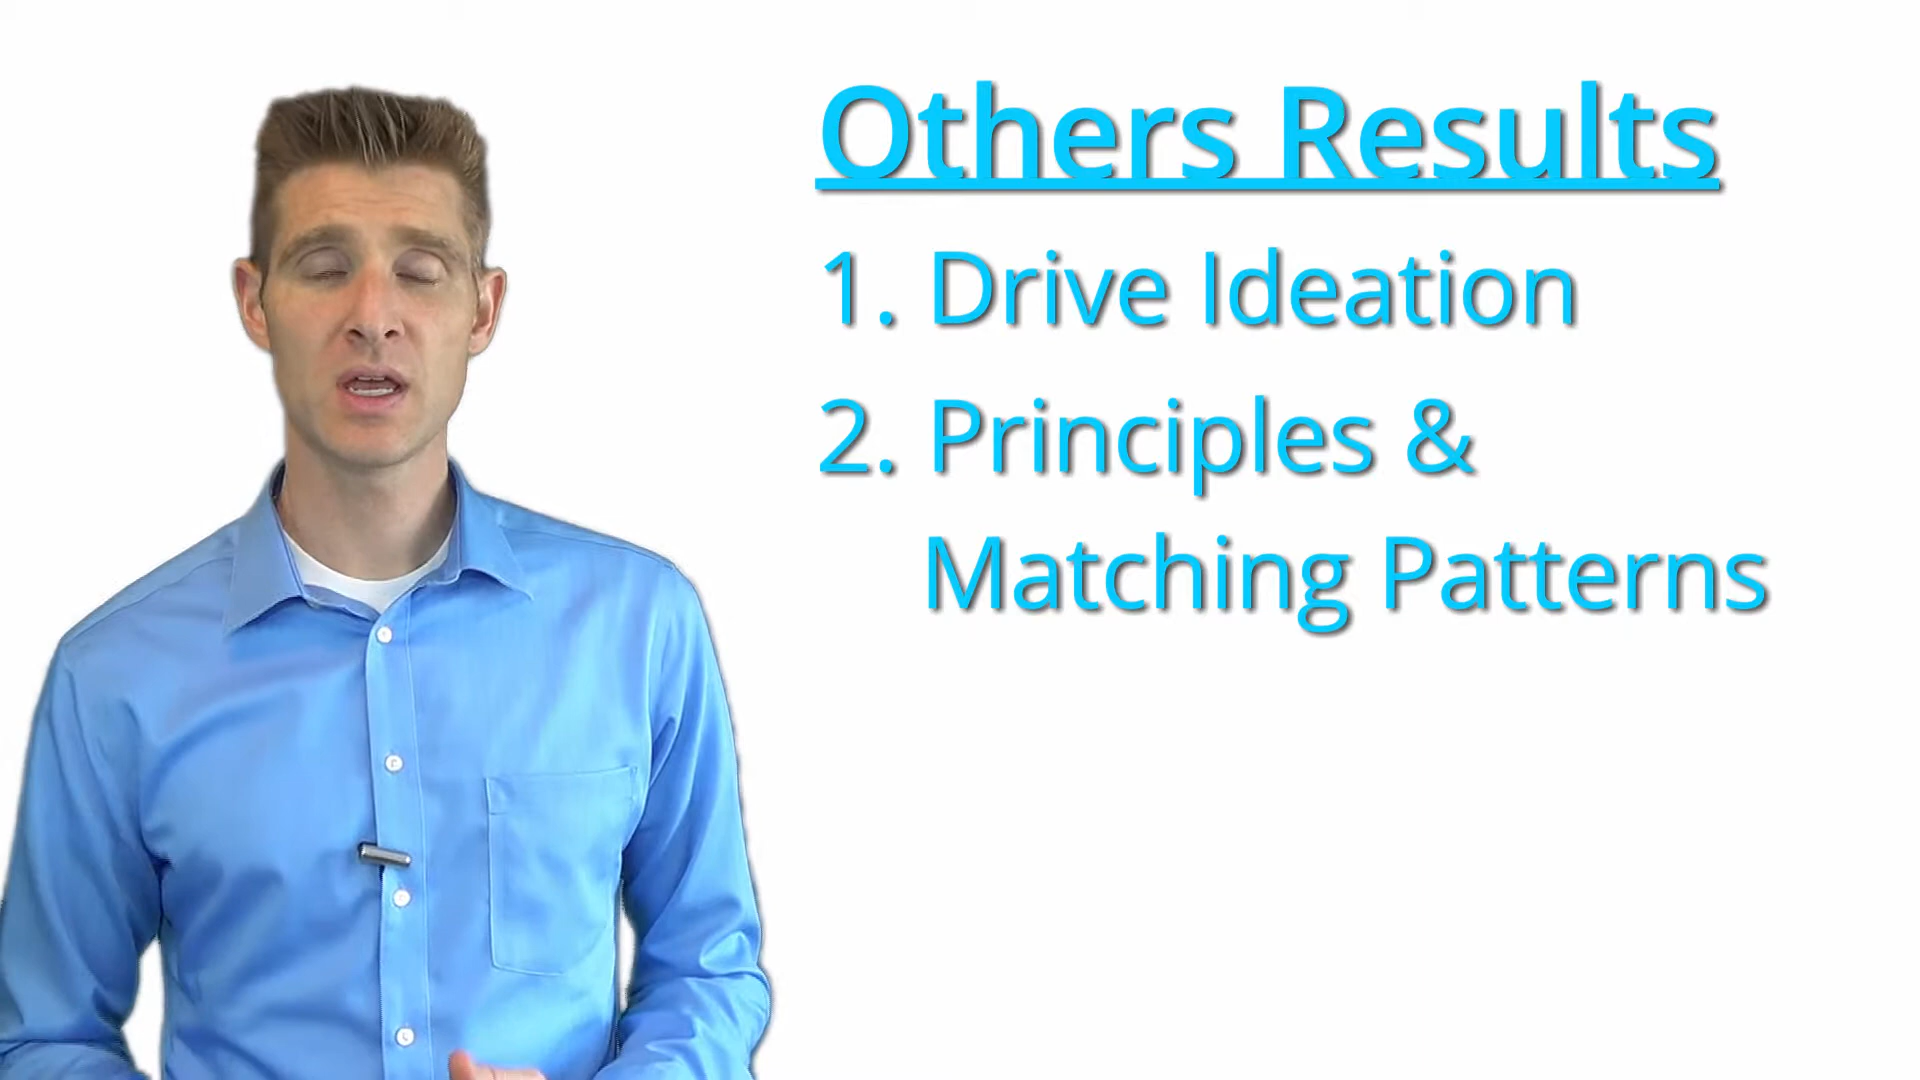 Others Results
1. Drive Ideation
2. Principles &
Matching Patterns